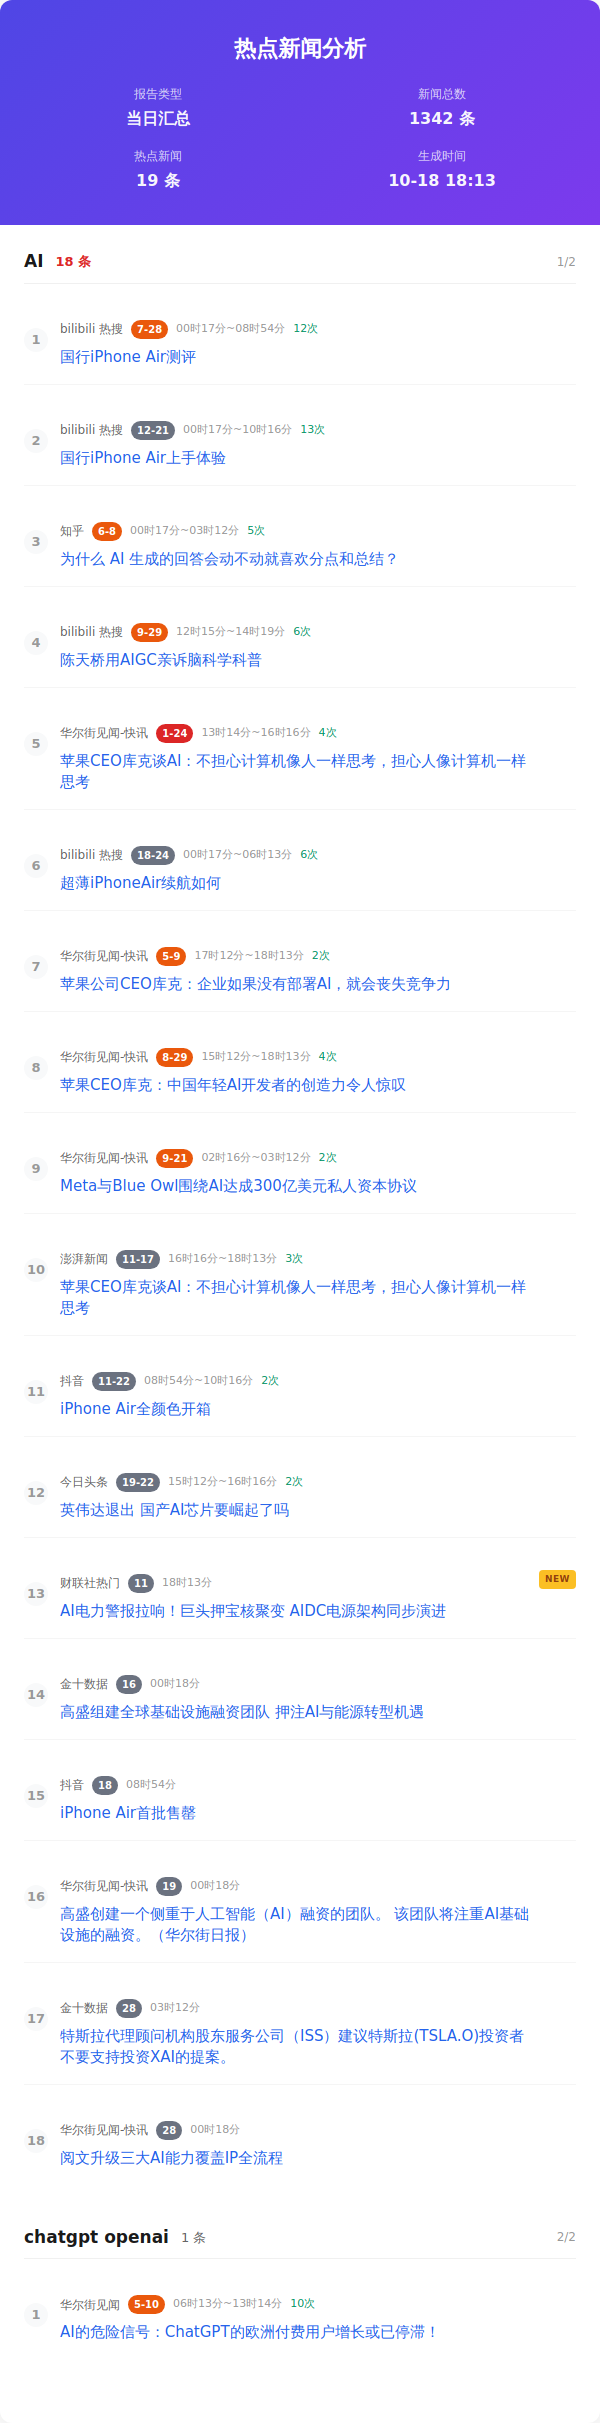 热点新闻分析
报告类型
新闻总数
当日汇总
1342 条
热点新闻
生成时间
19 条
10-18 18:13
AI 18 条 1/2
1
bilibili 热搜 7-28 00时17分~08时54分 12次
国行iPhone Air测评
2
bilibili 热搜 12-21 00时17分~10时16分 13次
国行iPhone Air上手体验
3
知乎 6-8 00时17分~03时12分 5次
为什么 AI 生成的回答会动不动就喜欢分点和总结？
4
bilibili 热搜 9-29 12时15分~14时19分 6次
陈天桥用AIGC亲诉脑科学科普
5
华尔街见闻-快讯 1-24 13时14分~16时16分 4次
苹果CEO库克谈AI：不担心计算机像人一样思考，担心人像计算机一样
思考
6
bilibili 热搜 18-24 00时17分~06时13分 6次
超薄iPhoneAir续航如何
7
华尔街见闻-快讯 5-9 17时12分~18时13分 2次
苹果公司CEO库克：企业如果没有部署AI，就会丧失竞争力
8
华尔街见闻-快讯 8-29 15时12分~18时13分 4次
苹果CEO库克：中国年轻AI开发者的创造力令人惊叹
9
华尔街见闻-快讯 9-21 02时16分~03时12分 2次
Meta与Blue Owl围绕AI达成300亿美元私人资本协议
10
澎湃新闻 11-17 16时16分~18时13分 3次
苹果CEO库克谈AI：不担心计算机像人一样思考，担心人像计算机一样
思考
11
抖音 11-22 08时54分~10时16分 2次
iPhone Air全颜色开箱
12
今日头条 19-22 15时12分~16时16分 2次
英伟达退出 国产AI芯片要崛起了吗
13
财联社热门 11 18时13分 NEW
AI电力警报拉响！巨头押宝核聚变 AIDC电源架构同步演进
14
金十数据 16 00时18分
高盛组建全球基础设施融资团队 押注AI与能源转型机遇
15
抖音 18 08时54分
iPhone Air首批售罄
16
华尔街见闻-快讯 19 00时18分
高盛创建一个侧重于人工智能（AI）融资的团队。 该团队将注重AI基础
设施的融资。（华尔街日报）
17
金十数据 28 03时12分
特斯拉代理顾问机构股东服务公司（ISS）建议特斯拉(TSLA.O)投资者
不要支持投资XAI的提案。
18
华尔街见闻-快讯 28 00时18分
阅文升级三大AI能力覆盖IP全流程
chatgpt openai 1 条 2/2
1
华尔街见闻 5-10 06时13分~13时14分 10次
AI的危险信号：ChatGPT的欧洲付费用户增长或已停滞！